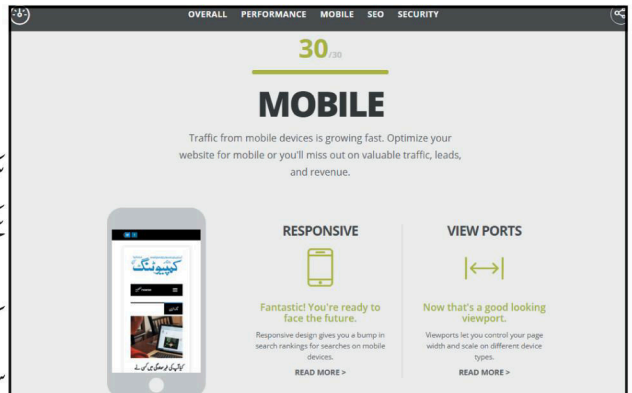 OVERALL PERFORMANCE MOBILE SEO SECURITY
30/30
MOBILE
Traffic from mobile devices is growing fast. Optimize your
website for mobile or you'll miss out on valuable traffic, leads,
and revenue.
کمپیوٹنگ
RESPONSIVE
Fantastic! You're ready to
face the future.
Responsive design gives you a bump in
search rankings for searches on mobile
devices.
READ MORE >
VIEW PORTS
Now that's a good looking
viewport.
Viewports let you control your page
width and scale on different device
types.
READ MORE >